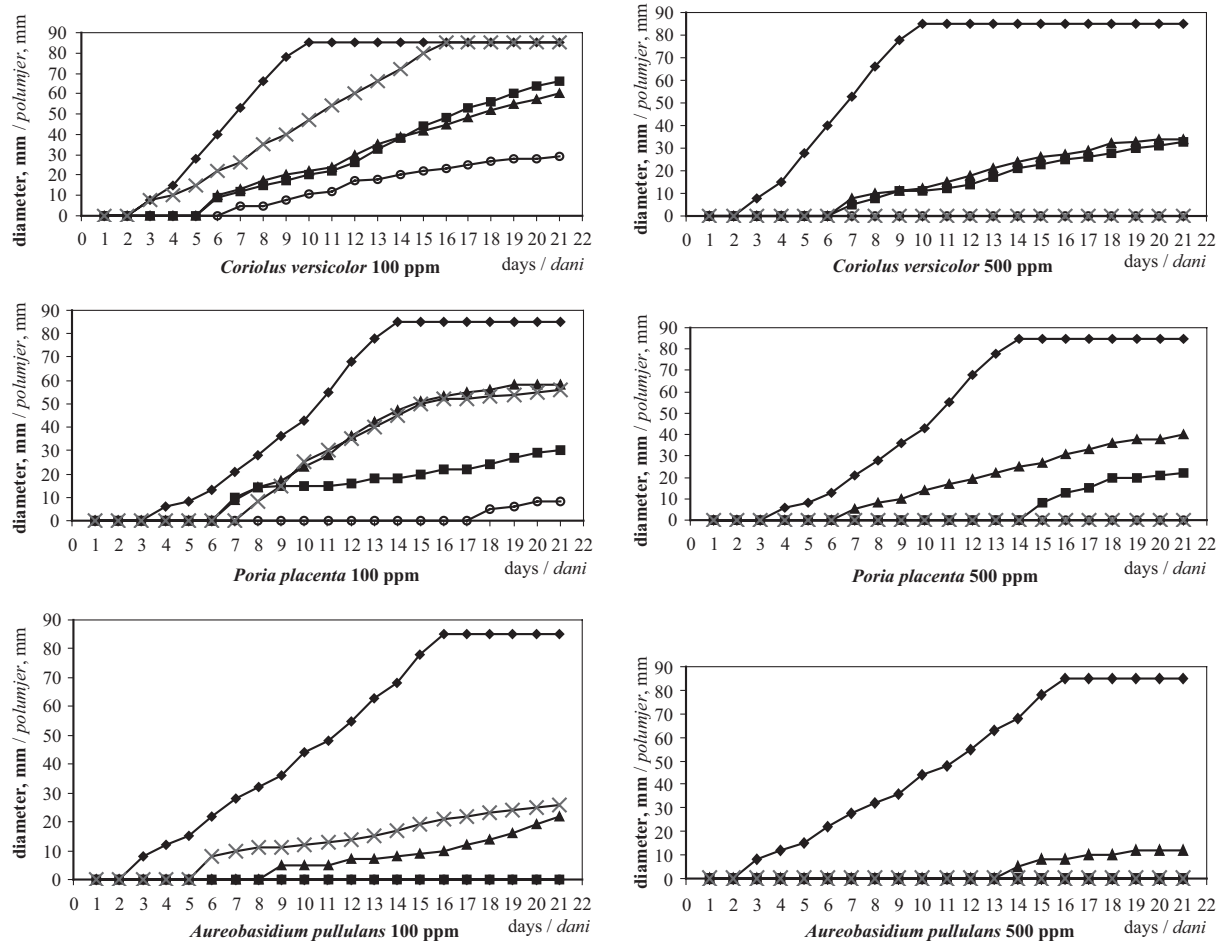 diameter, mm / polumjer, mm
90
80
70
60
50
40
30
20
10
0
0 1 2 3 4 5 6 7 8 9 10 11 12 13 14 15 16 17 18 19 20 21 22
Coriolus versicolor 100 ppm
days / dani
diameter, mm / polumjer, mm
90
80
70
60
50
40
30
20
10
0
0 1 2 3 4 5 6 7 8 9 10 11 12 13 14 15 16 17 18 19 20 21 22
Coriolus versicolor 500 ppm
days / dani
diameter, mm / polumjer, mm
90
80
70
60
50
40
30
20
10
0
0 1 2 3 4 5 6 7 8 9 10 11 12 13 14 15 16 17 18 19 20 21 22
Poria placenta 100 ppm
days / dani
diameter, mm / polumjer, mm
90
80
70
60
50
40
30
20
10
0
0 1 2 3 4 5 6 7 8 9 10 11 12 13 14 15 16 17 18 19 20 21 22
Poria placenta 500 ppm
days / dani
diameter, mm / polumjer, mm
90
80
70
60
50
40
30
20
10
0
0 1 2 3 4 5 6 7 8 9 10 11 12 13 14 15 16 17 18 19 20 21 22
Aureobasidium pullulans 100 ppm
days / dani
diameter, mm / polumjer, mm
90
80
70
60
50
40
30
20
10
0
0 1 2 3 4 5 6 7 8 9 10 11 12 13 14 15 16 17 18 19 20 21 22
Aureobasidium pullulans 500 ppm
days / dani